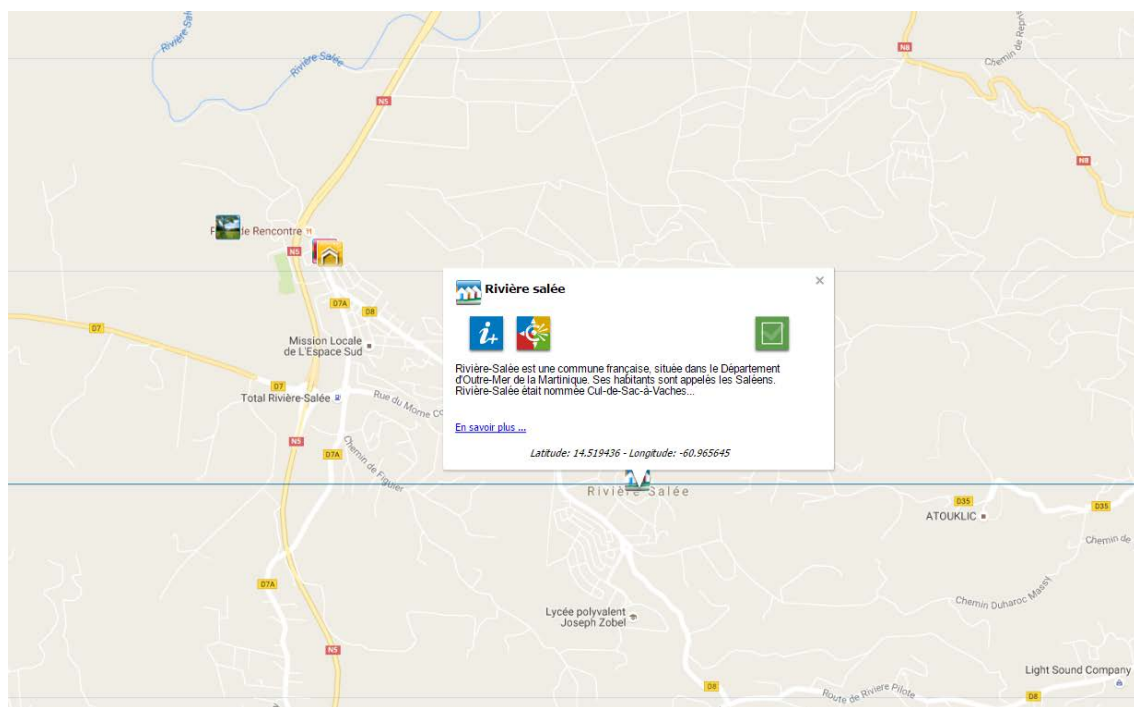 Rivière Salée
N8
Chemin de
N5
N8
de Rencontre
N5
Rivière salée
×
i+
Rivière-Salée est une commune française, située dans le Département
d'Outre-Mer de la Martinique. Ses habitants sont appelés les Saléens.
Rivière-Salée était nommée Cul-de-Sac-à-Vaches...
En savoir plus ...
Latitude: 14.519436 - Longitude: -60.965645
D7A
D8
D7
Mission Locale
de L'Espace Sud
D7
Total Rivière-Salée
Rue du Morne Co
N5
D7A
Chemin de Figuier
Rivière Salée
D35
D35
ATOUKLIC
Chemin de
D7A
Chemin Duharoc Massy
Lycée polyvalent
Joseph Zobel
N5
Light Sound Company
D8
Route de Rivière Pilote
D8